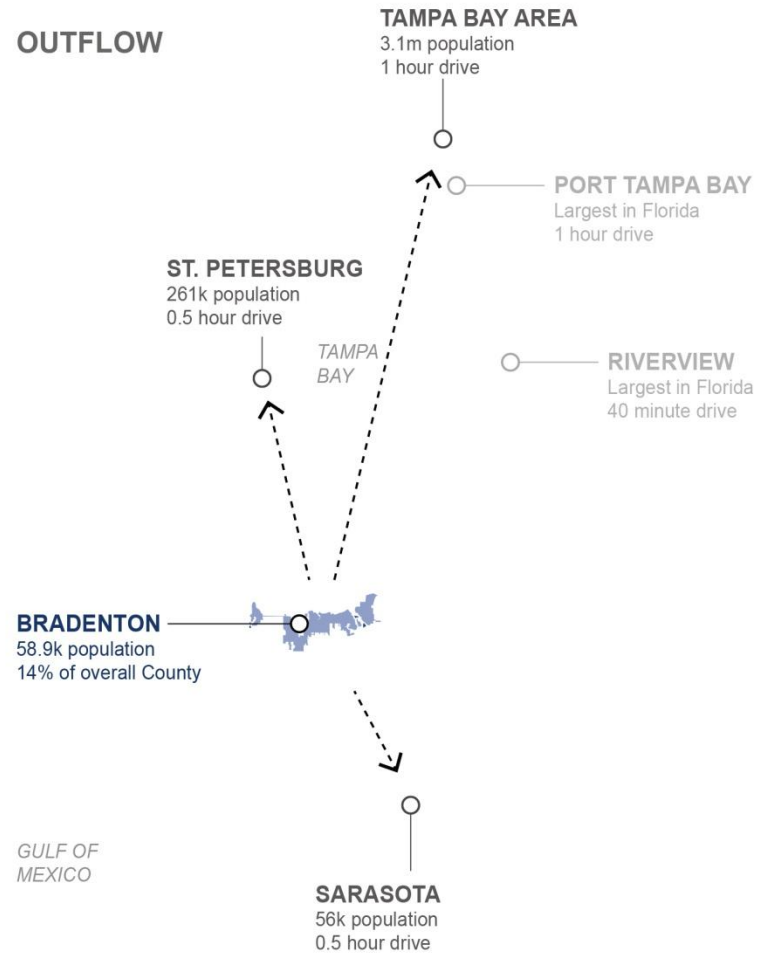 OUTFLOW
TAMPA BAY AREA
3.1m population
1 hour drive
PORT TAMPA BAY
Largest in Florida
1 hour drive
ST. PETERSBURG
261k population
0.5 hour drive
TAMPA
BAY
RIVERVIEW
Largest in Florida
40 minute drive
BRADENTON
58.9k population
14% of overall County
GULF OF
MEXICO
SARASOTA
56k population
0.5 hour drive